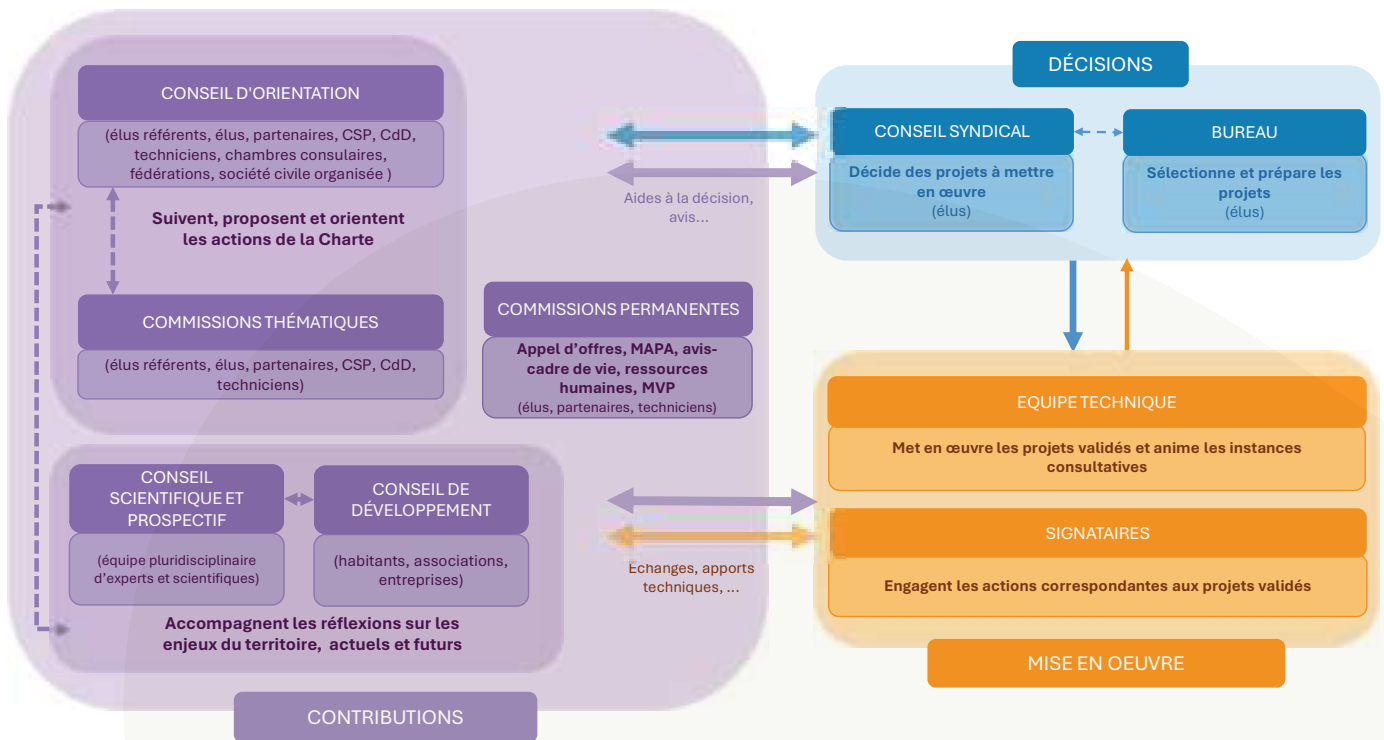 CONSEIL D'ORIENTATION
(élus référents, élus, partenaires, CSP, CdD,
techniciens, chambres consulaires,
fédérations, société civile organisée )
Suivent, proposent et orientent
les actions de la Charte
COMMISSIONS THÉMATIQUES
(élus référents, élus, partenaires, CSP, CdD,
techniciens)
COMMISSIONS PERMANENTES
Appel d’offres, MAPA, avis-
cadre de vie, ressources
humaines, MVP
(élus, partenaires, techniciens)
CONSEIL
SCIENTIFIQUE ET
PROSPECTIF
(équipe pluridisciplinaire
d’experts et scientifiques)
CONSEIL DE
DÉVELOPPEMENT
(habitants, associations,
entreprises)
Accompagnent les réflexions sur les
enjeux du territoire, actuels et futurs
CONTRIBUTIONS
Aides à la décision,
avis...
Echanges, apports
techniques, ...
DÉCISIONS
CONSEIL SYNDICAL
Décide des projets à mettre
en œuvre
(élus)
BUREAU
Sélectionne et prépare les
projets
(élus)
EQUIPE TECHNIQUE
Met en œuvre les projets validés et anime les instances
consultatives
SIGNATAIRES
Engagent les actions correspondantes aux projets validés
MISE EN OEUVRE